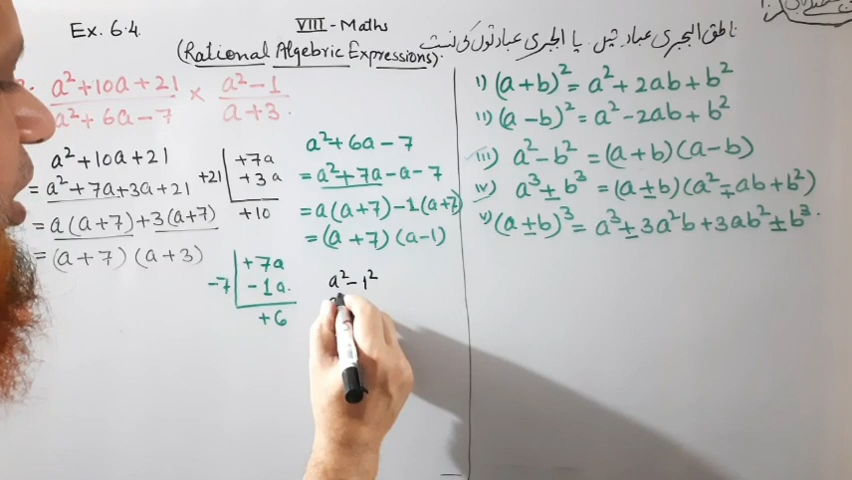 Ex. 6.4
VIII - Maths
(Rational Algebric Expressions). ناطق الجبری عبارتیں یا الجبری عبارتوں کی نسبت
a²+10a+21 / a²+6a-7 × a²-1 / a+3
a²+10a+21
= a²+7a+3a+21
= a(a+7)+3(a+7)
= (a+7)(a+3)
+21 +7a
+3a
+10
a²+6a-7
= a²+7a-a-7
= a(a+7)-1(a+7)
= (a+7)(a-1)
-7 +7a
-1a.
+6
a²-1²
i) (a+b)² = a²+2ab+b²
ii) (a-b)² = a²-2ab+b²
iii) a²-b² = (a+b)(a-b)
iv) a³±b³ = (a±b)(a²∓ab+b²)
v) (a±b)³ = a³±3a²b+3ab²±b³.